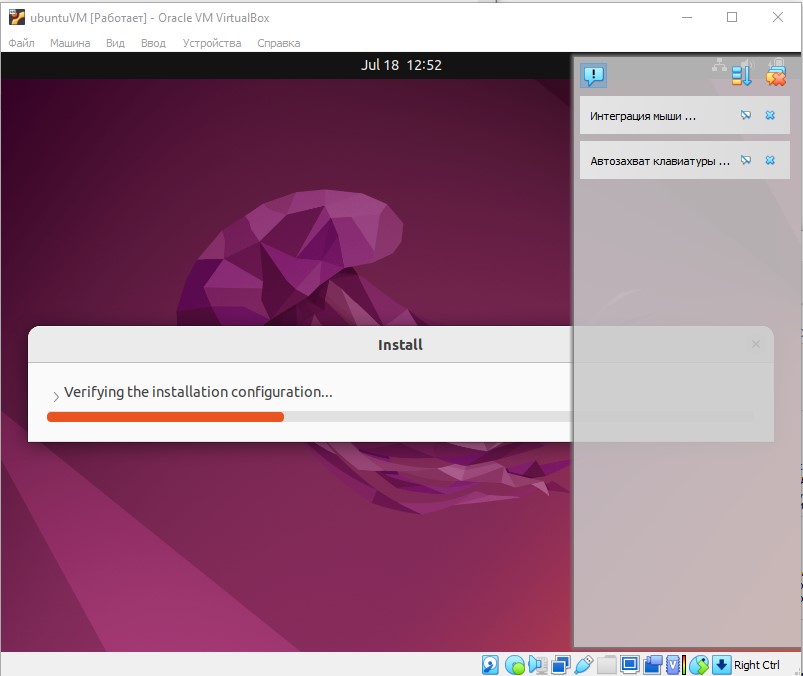 ubuntuVM [Работает] - Oracle VM VirtualBox
Файл Машина Вид Ввод Устройства Справка
Jul 18 12:52
Интеграция мыши ...
Автозахват клавиатуры ...
Install
Verifying the installation configuration...
Right Ctrl